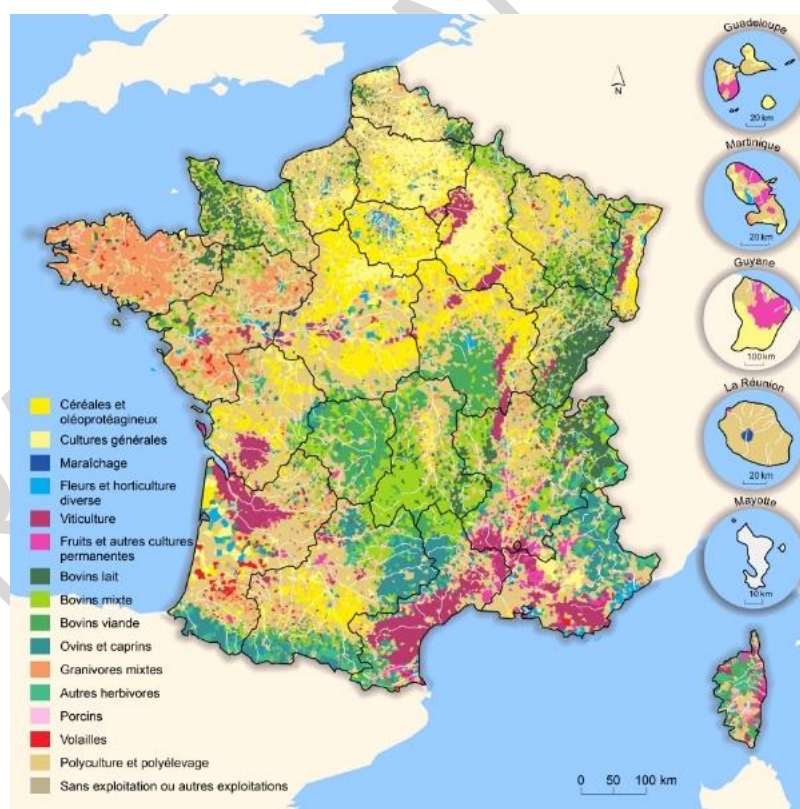 Guadeloupe
20 km
N
Martinique
20 km
Guyane
100 km
La Réunion
20 km
Mayotte
10 km
Céréales et
oléoprotéagineux
Cultures générales
Maraîchage
Fleurs et horticulture
diverse
Viticulture
Fruits et autres cultures
permanentes
Bovins lait
Bovins mixte
Bovins viande
Ovins et caprins
Granivores mixtes
Autres herbivores
Porcins
Volailles
Polyculture et polyélevage
Sans exploitation ou autres exploitations
0 50 100 km